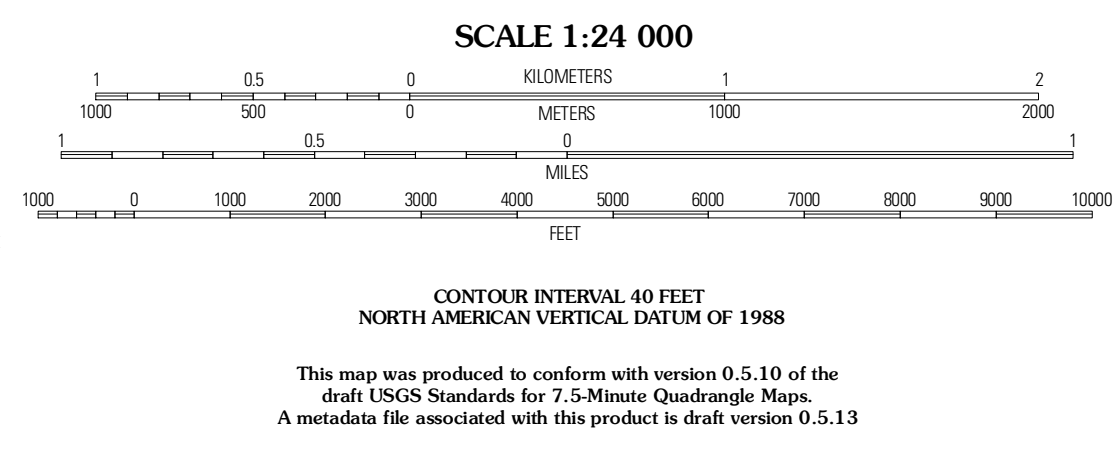 SCALE 1:24 000
1 0.5 0 KILOMETERS 1 2
1000 500 0 METERS 1000 2000
1 0.5 0 1
MILES
1000 0 1000 2000 3000 4000 5000 6000 7000 8000 9000 10000
FEET
CONTOUR INTERVAL 40 FEET
NORTH AMERICAN VERTICAL DATUM OF 1988
This map was produced to conform with version 0.5.10 of the
draft USGS Standards for 7.5-Minute Quadrangle Maps.
A metadata file associated with this product is draft version 0.5.13